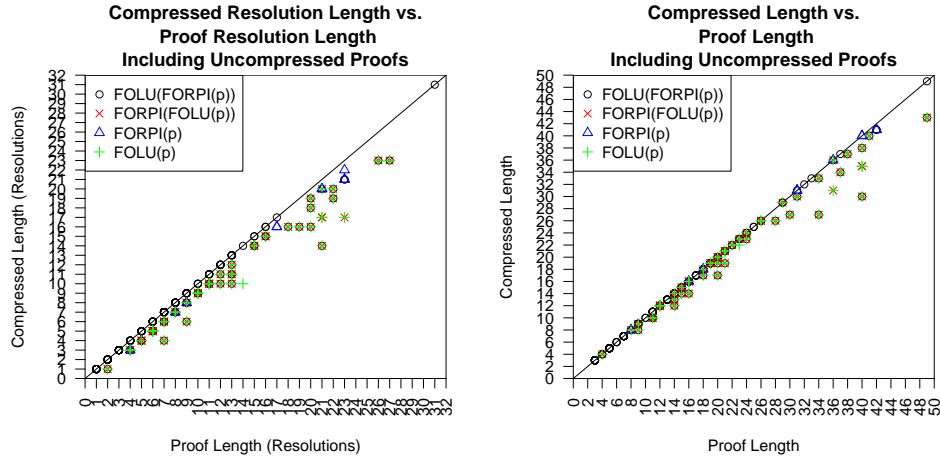 Compressed Resolution Length vs.
Proof Resolution Length
Including Uncompressed Proofs
Compressed Length (Resolutions)
32
31
30
29
28
27
26
25
24
23
22
21
20
19
18
17
16
15
14
13
12
11
10
9
8
7
6
5
4
3
2
1
0
FOLU(FORPI(p))
FORPI(FOLU(p))
FORPI(p)
FOLU(p)
0 1 2 3 4 5 6 7 8 9 10 11 12 13 14 15 16 17 18 19 20 21 22 23 24 25 26 27 28 29 30 31 32
Proof Length (Resolutions)
Compressed Length vs.
Proof Length
Including Uncompressed Proofs
Compressed Length
50
48
46
44
42
40
38
36
34
32
30
28
26
24
22
20
18
16
14
12
10
8
6
4
2
0
FOLU(FORPI(p))
FORPI(FOLU(p))
FORPI(p)
FOLU(p)
0 2 4 6 8 10 12 14 16 18 20 22 24 26 28 30 32 34 36 38 40 42 44 46 48 50
Proof Length